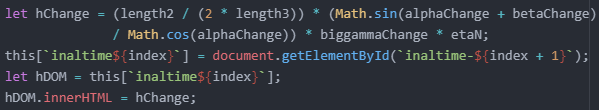 let hChange = (length2 / (2 * length3)) * (Math.sin(alphaChange + betaChange)
/ Math.cos(alphaChange)) * biggammaChange * etaN;
this[`inaltime${index}`] = document.getElementById(`inaltime-${index + 1}`);
let hDOM = this[`inaltime${index}`];
hDOM.innerHTML = hChange;